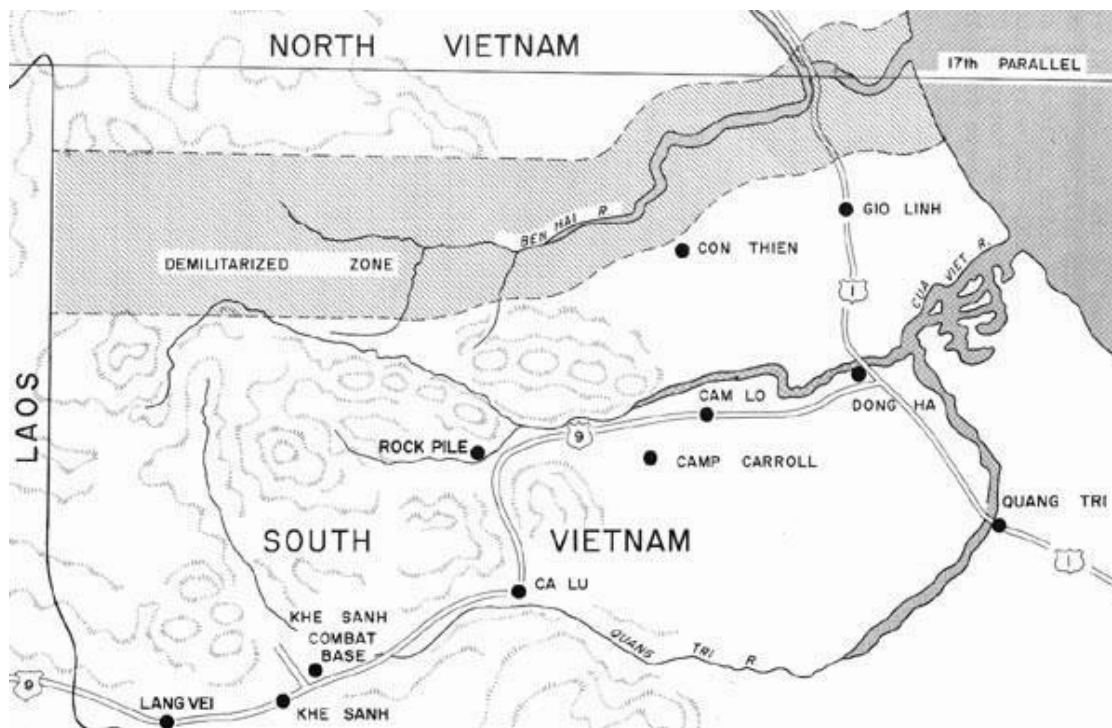 NORTH VIETNAM
17th PARALLEL
GIO LINH
BEN HAI R.
CON THIEN
DEMILITARIZED ZONE
CUA VIET R.
1
LAOS
CAM LO
DONG HA
9
ROCK PILE
CAMP CARROLL
QUANG TRI
SOUTH VIETNAM
1
CA LU
KHE SANH
COMBAT
BASE
QUANG TRI R
9
LANG VEI
KHE SANH